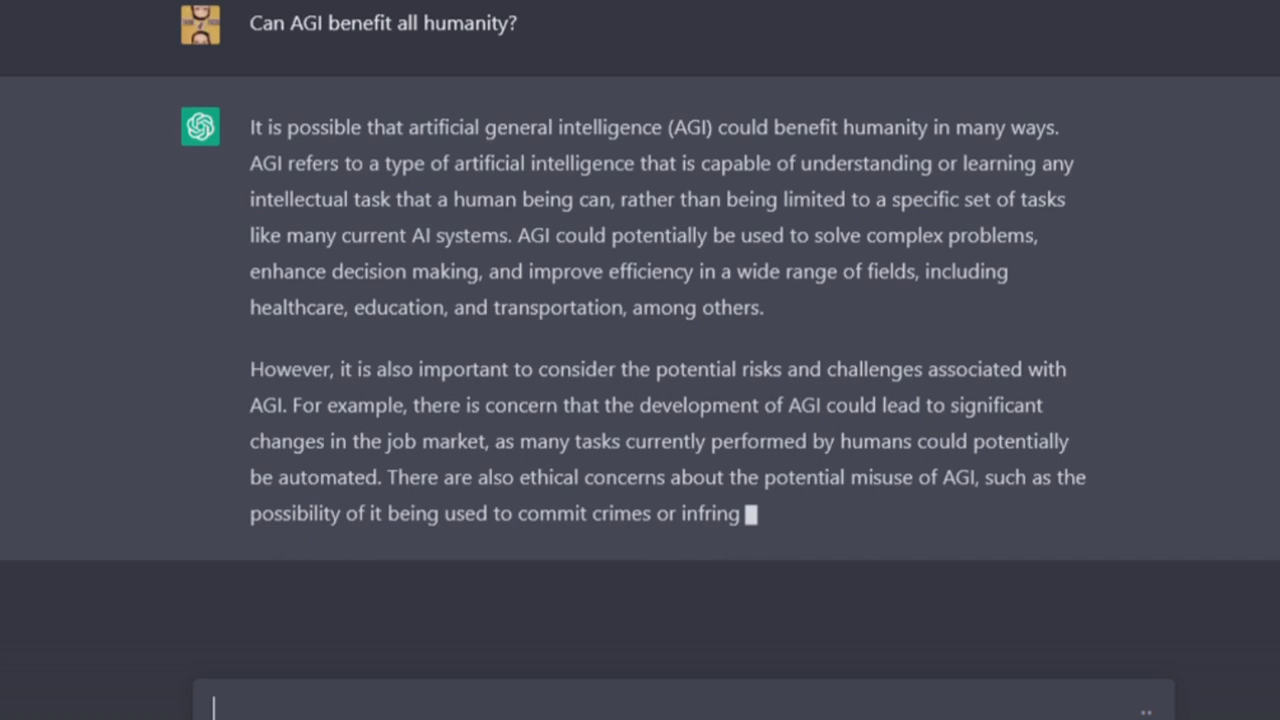 Can AGI benefit all humanity?
It is possible that artificial general intelligence (AGI) could benefit humanity in many ways.
AGI refers to a type of artificial intelligence that is capable of understanding or learning any
intellectual task that a human being can, rather than being limited to a specific set of tasks
like many current AI systems. AGI could potentially be used to solve complex problems,
enhance decision making, and improve efficiency in a wide range of fields, including
healthcare, education, and transportation, among others.
However, it is also important to consider the potential risks and challenges associated with
AGI. For example, there is concern that the development of AGI could lead to significant
changes in the job market, as many tasks currently performed by humans could potentially
be automated. There are also ethical concerns about the potential misuse of AGI, such as the
possibility of it being used to commit crimes or infring